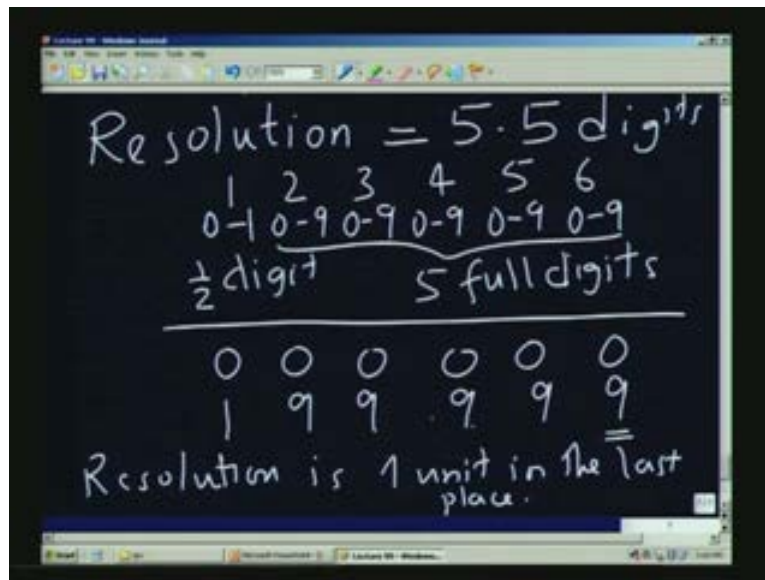 Resolution = 5.5 digits
1 2 3 4 5 6
0-1 0-9 0-9 0-9 0-9 0-9
1/2 digit 5 full digits
0 0 0 0 0 0
1 9 9 9 9 9
Resolution is 1 unit in the last
place.